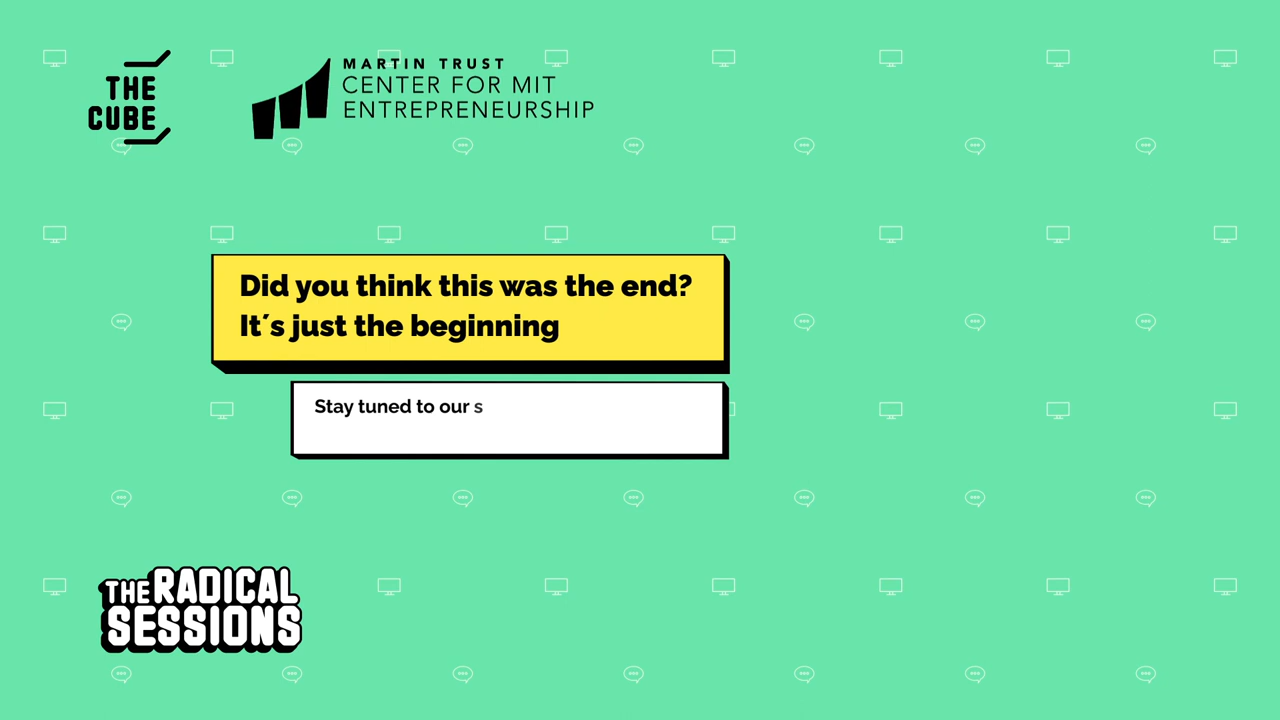 THE
CUBE
MARTIN TRUST
CENTER FOR MIT
ENTREPRENEURSHIP
Did you think this was the end?
It´s just the beginning
Stay tuned to our s
THE RADICAL
SESSIONS